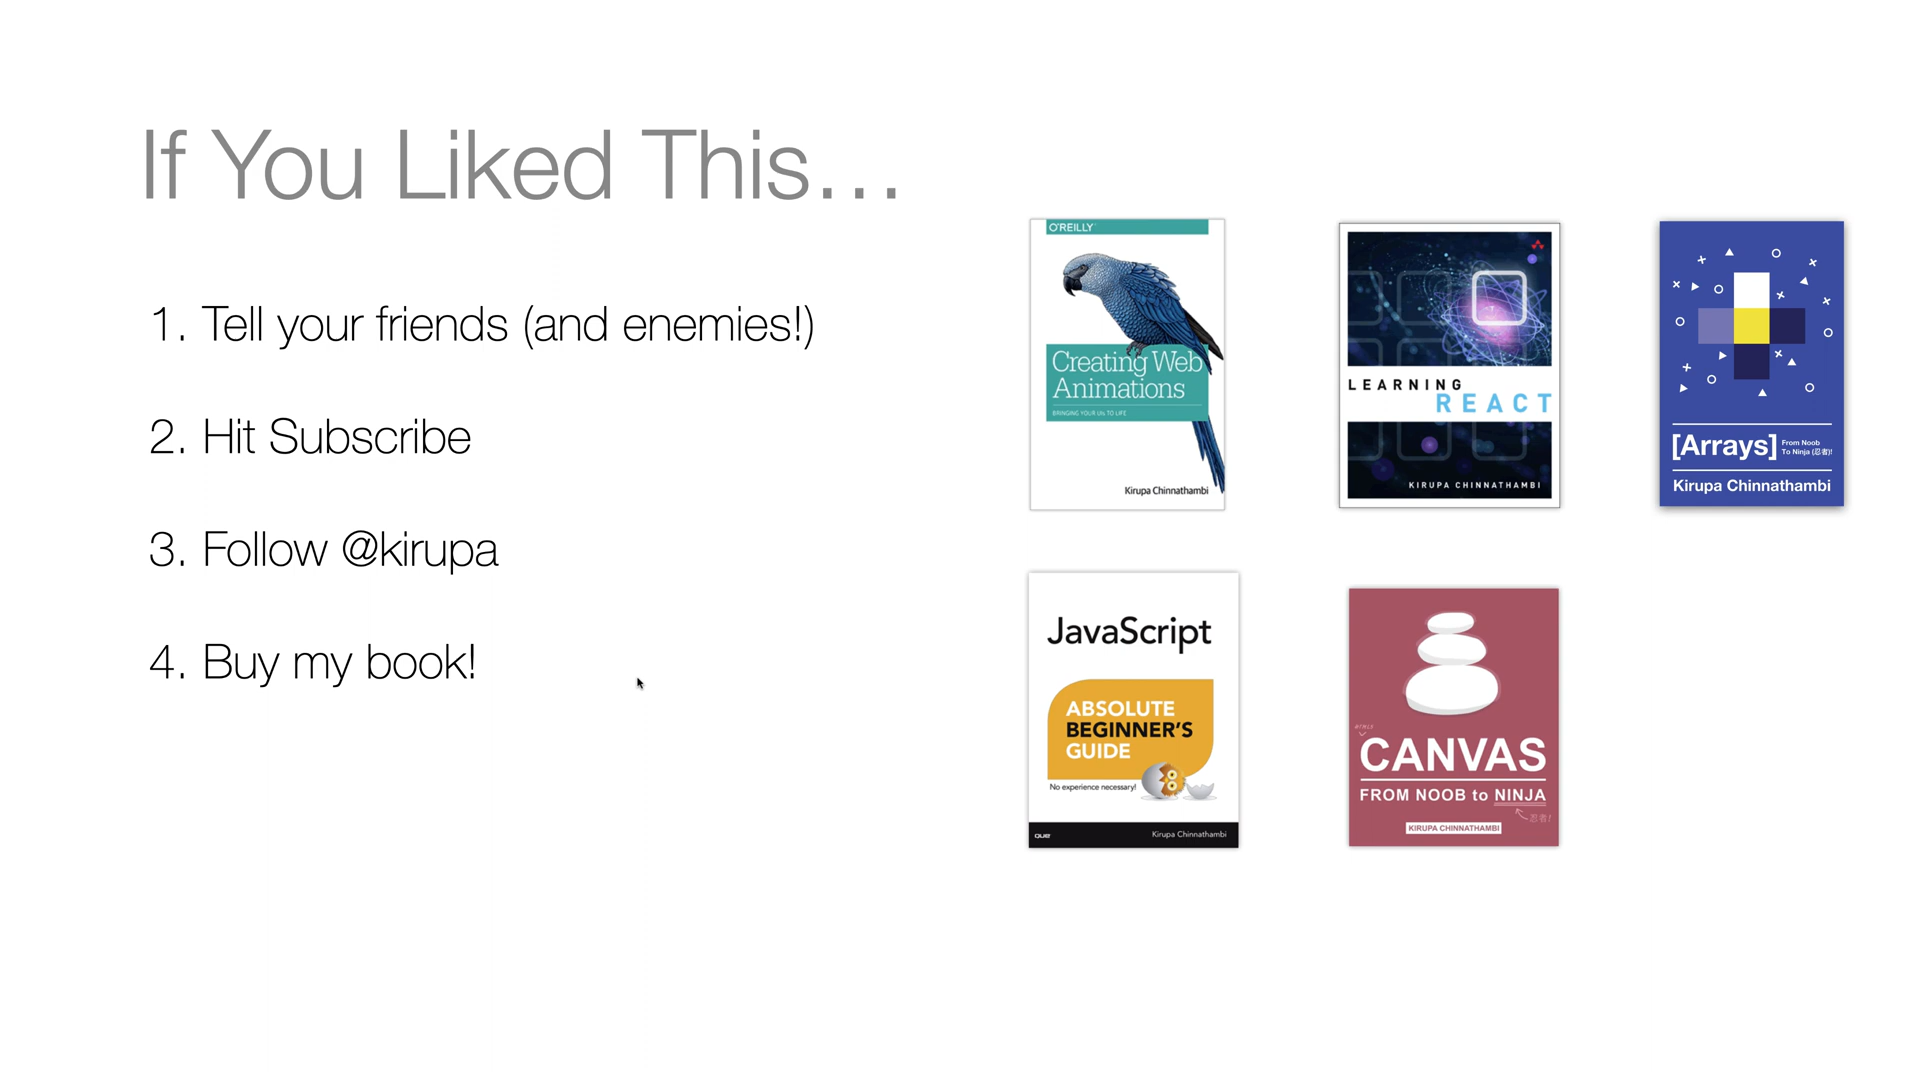 If You Liked This...
1. Tell your friends (and enemies!)
2. Hit Subscribe
3. Follow @kirupa
4. Buy my book!
O'REILLY
Creating Web
Animations
BRINGING YOUR UIs TO LIFE
Kirupa Chinnathambi
LEARNING
REACT
KIRUPA CHINNATHAMBI
[Arrays]
From Noob
To Ninja (忍者)!
Kirupa Chinnathambi
JavaScript
ABSOLUTE
BEGINNER'S
GUIDE
No experience necessary!
que
Kirupa Chinnathambi
CANVAS
FROM NOOB to NINJA
忍者!
KIRUPA CHINNATHAMBI